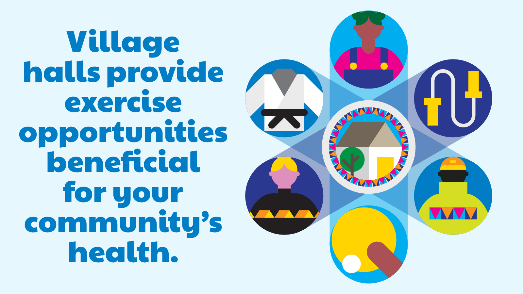 Village
halls provide
exercise
opportunities
beneficial
for your
community's
health.